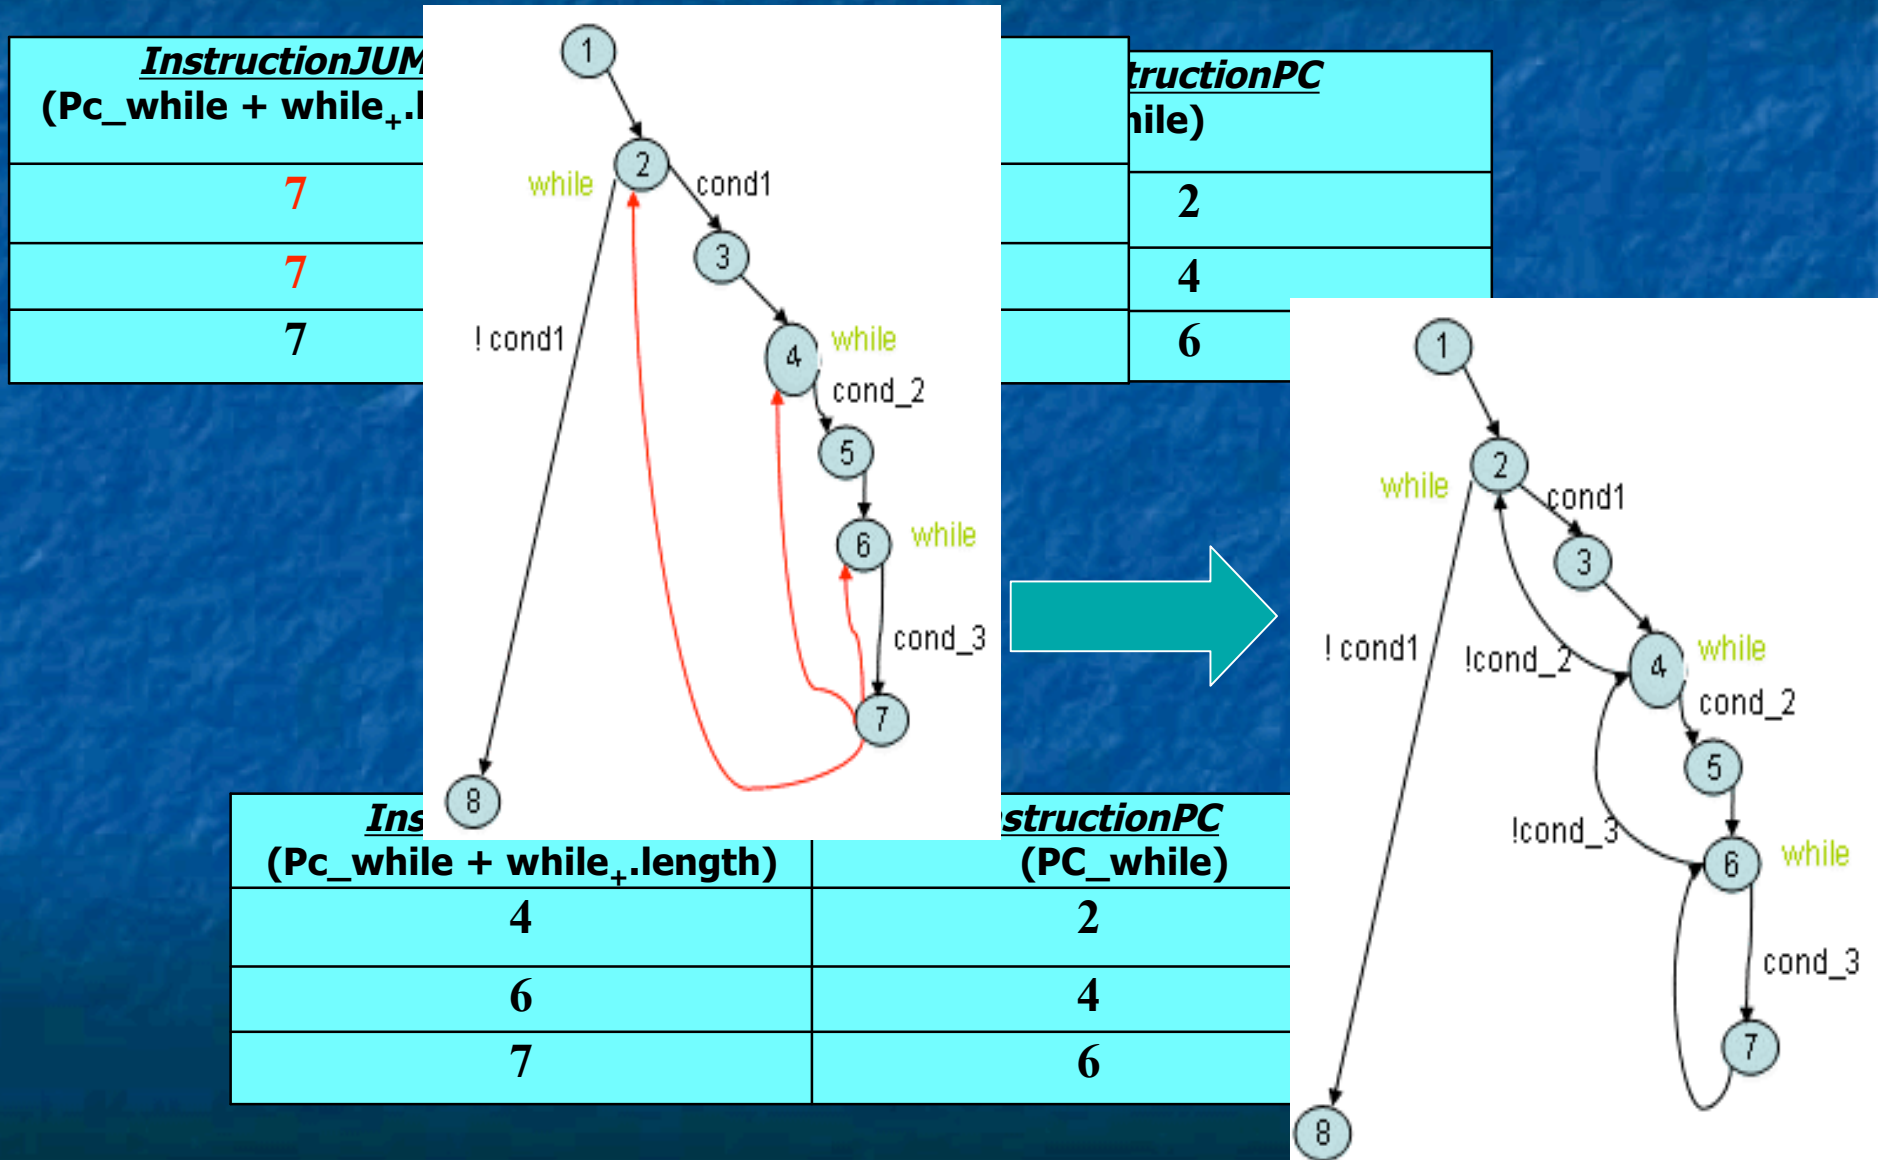 InstructionJUM
(Pc_while + while+.l
7
7
7
tructionPC
hile)
2
4
6
1
2
while
cond1
3
! cond1
4
while
cond_2
5
6
while
cond_3
7
8
1
2
while
cond1
3
! cond1
!cond_2
4
while
cond_2
5
!cond_3
6
while
cond_3
7
8
Ins
(Pc_while + while+.length)
structionPC
(PC_while)
4 2
6 4
7 6